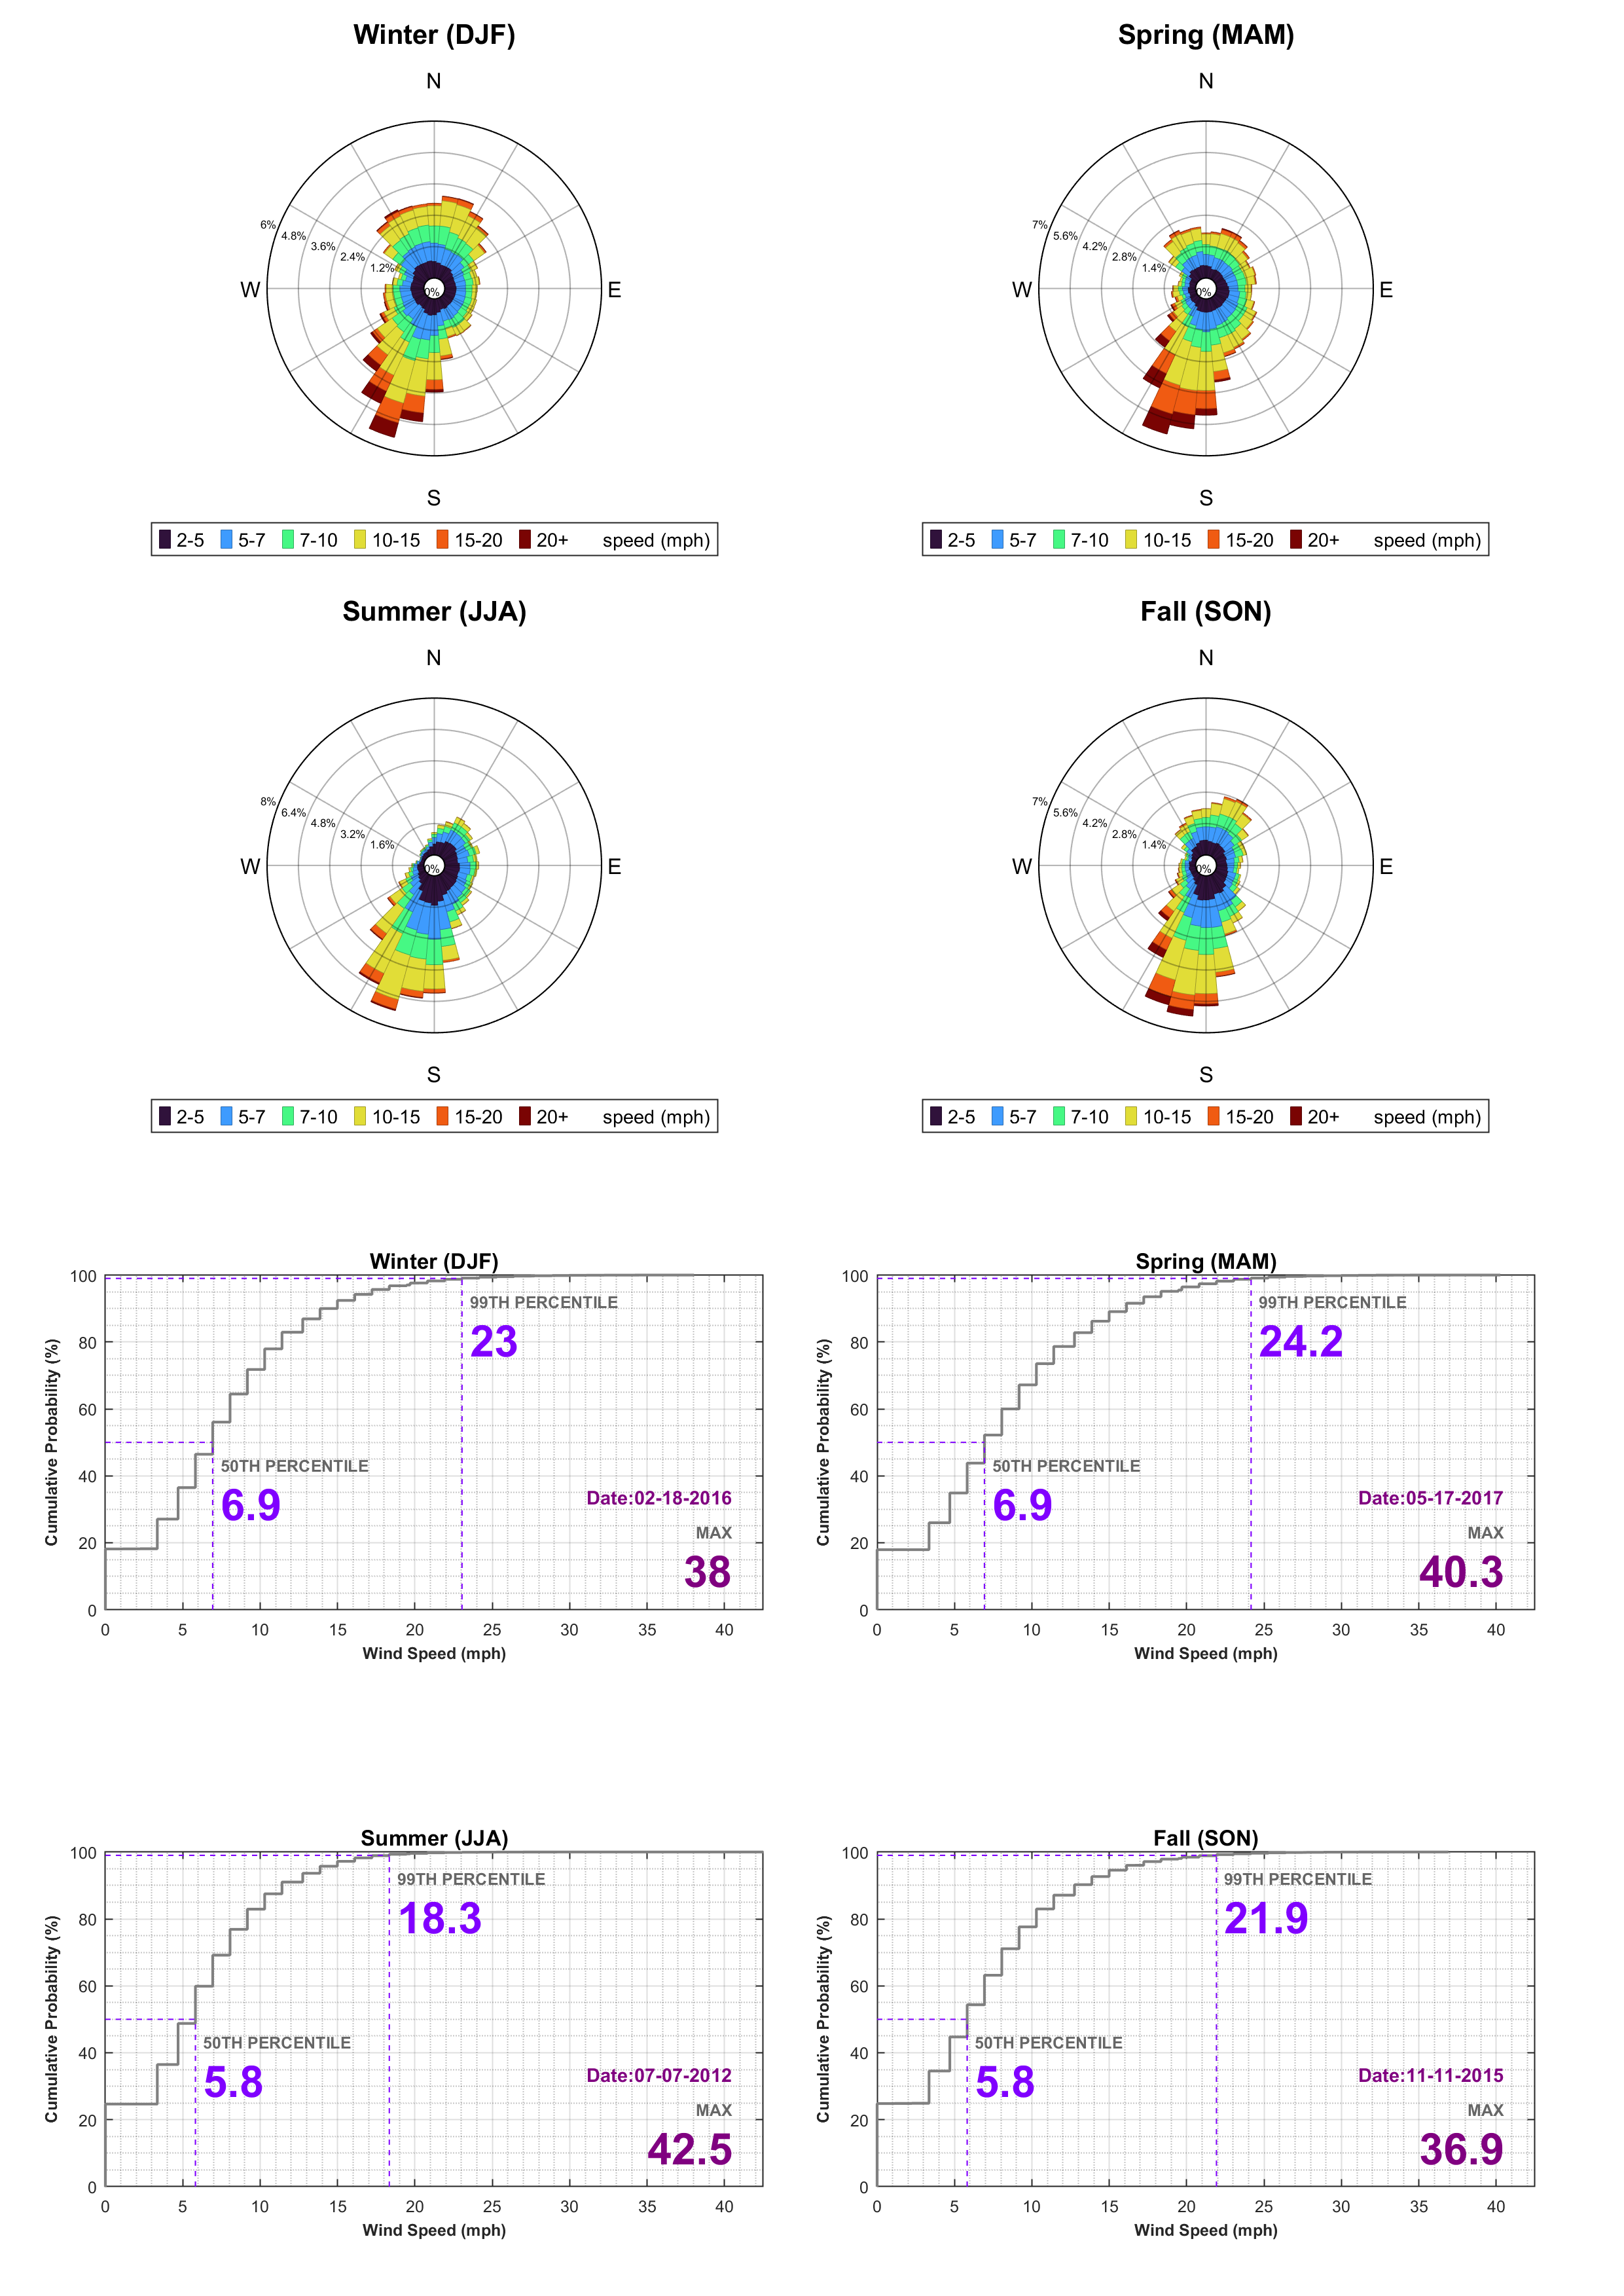 Winter (DJF)
N
6%
4.8%
3.6%
2.4%
1.2%
0%
W
E
S
2-5 5-7 7-10 10-15 15-20 20+ speed (mph)
Spring (MAM)
N
7%
5.6%
4.2%
2.8%
1.4%
0%
W
E
S
2-5 5-7 7-10 10-15 15-20 20+ speed (mph)
Summer (JJA)
N
8%
6.4%
4.8%
3.2%
1.6%
0%
W
E
S
2-5 5-7 7-10 10-15 15-20 20+ speed (mph)
Fall (SON)
N
7%
5.6%
4.2%
2.8%
1.4%
0%
W
E
S
2-5 5-7 7-10 10-15 15-20 20+ speed (mph)
Winter (DJF)
Cumulative Probability (%)
100
80
60
40
20
0
99TH PERCENTILE
23
50TH PERCENTILE
6.9
Date:02-18-2016
MAX
38
0 5 10 15 20 25 30 35 40
Wind Speed (mph)
Spring (MAM)
Cumulative Probability (%)
100
80
60
40
20
0
99TH PERCENTILE
24.2
50TH PERCENTILE
6.9
Date:05-17-2017
MAX
40.3
0 5 10 15 20 25 30 35 40
Wind Speed (mph)
Summer (JJA)
Cumulative Probability (%)
100
80
60
40
20
0
99TH PERCENTILE
18.3
50TH PERCENTILE
5.8
Date:07-07-2012
MAX
42.5
0 5 10 15 20 25 30 35 40
Wind Speed (mph)
Fall (SON)
Cumulative Probability (%)
100
80
60
40
20
0
99TH PERCENTILE
21.9
50TH PERCENTILE
5.8
Date:11-11-2015
MAX
36.9
0 5 10 15 20 25 30 35 40
Wind Speed (mph)